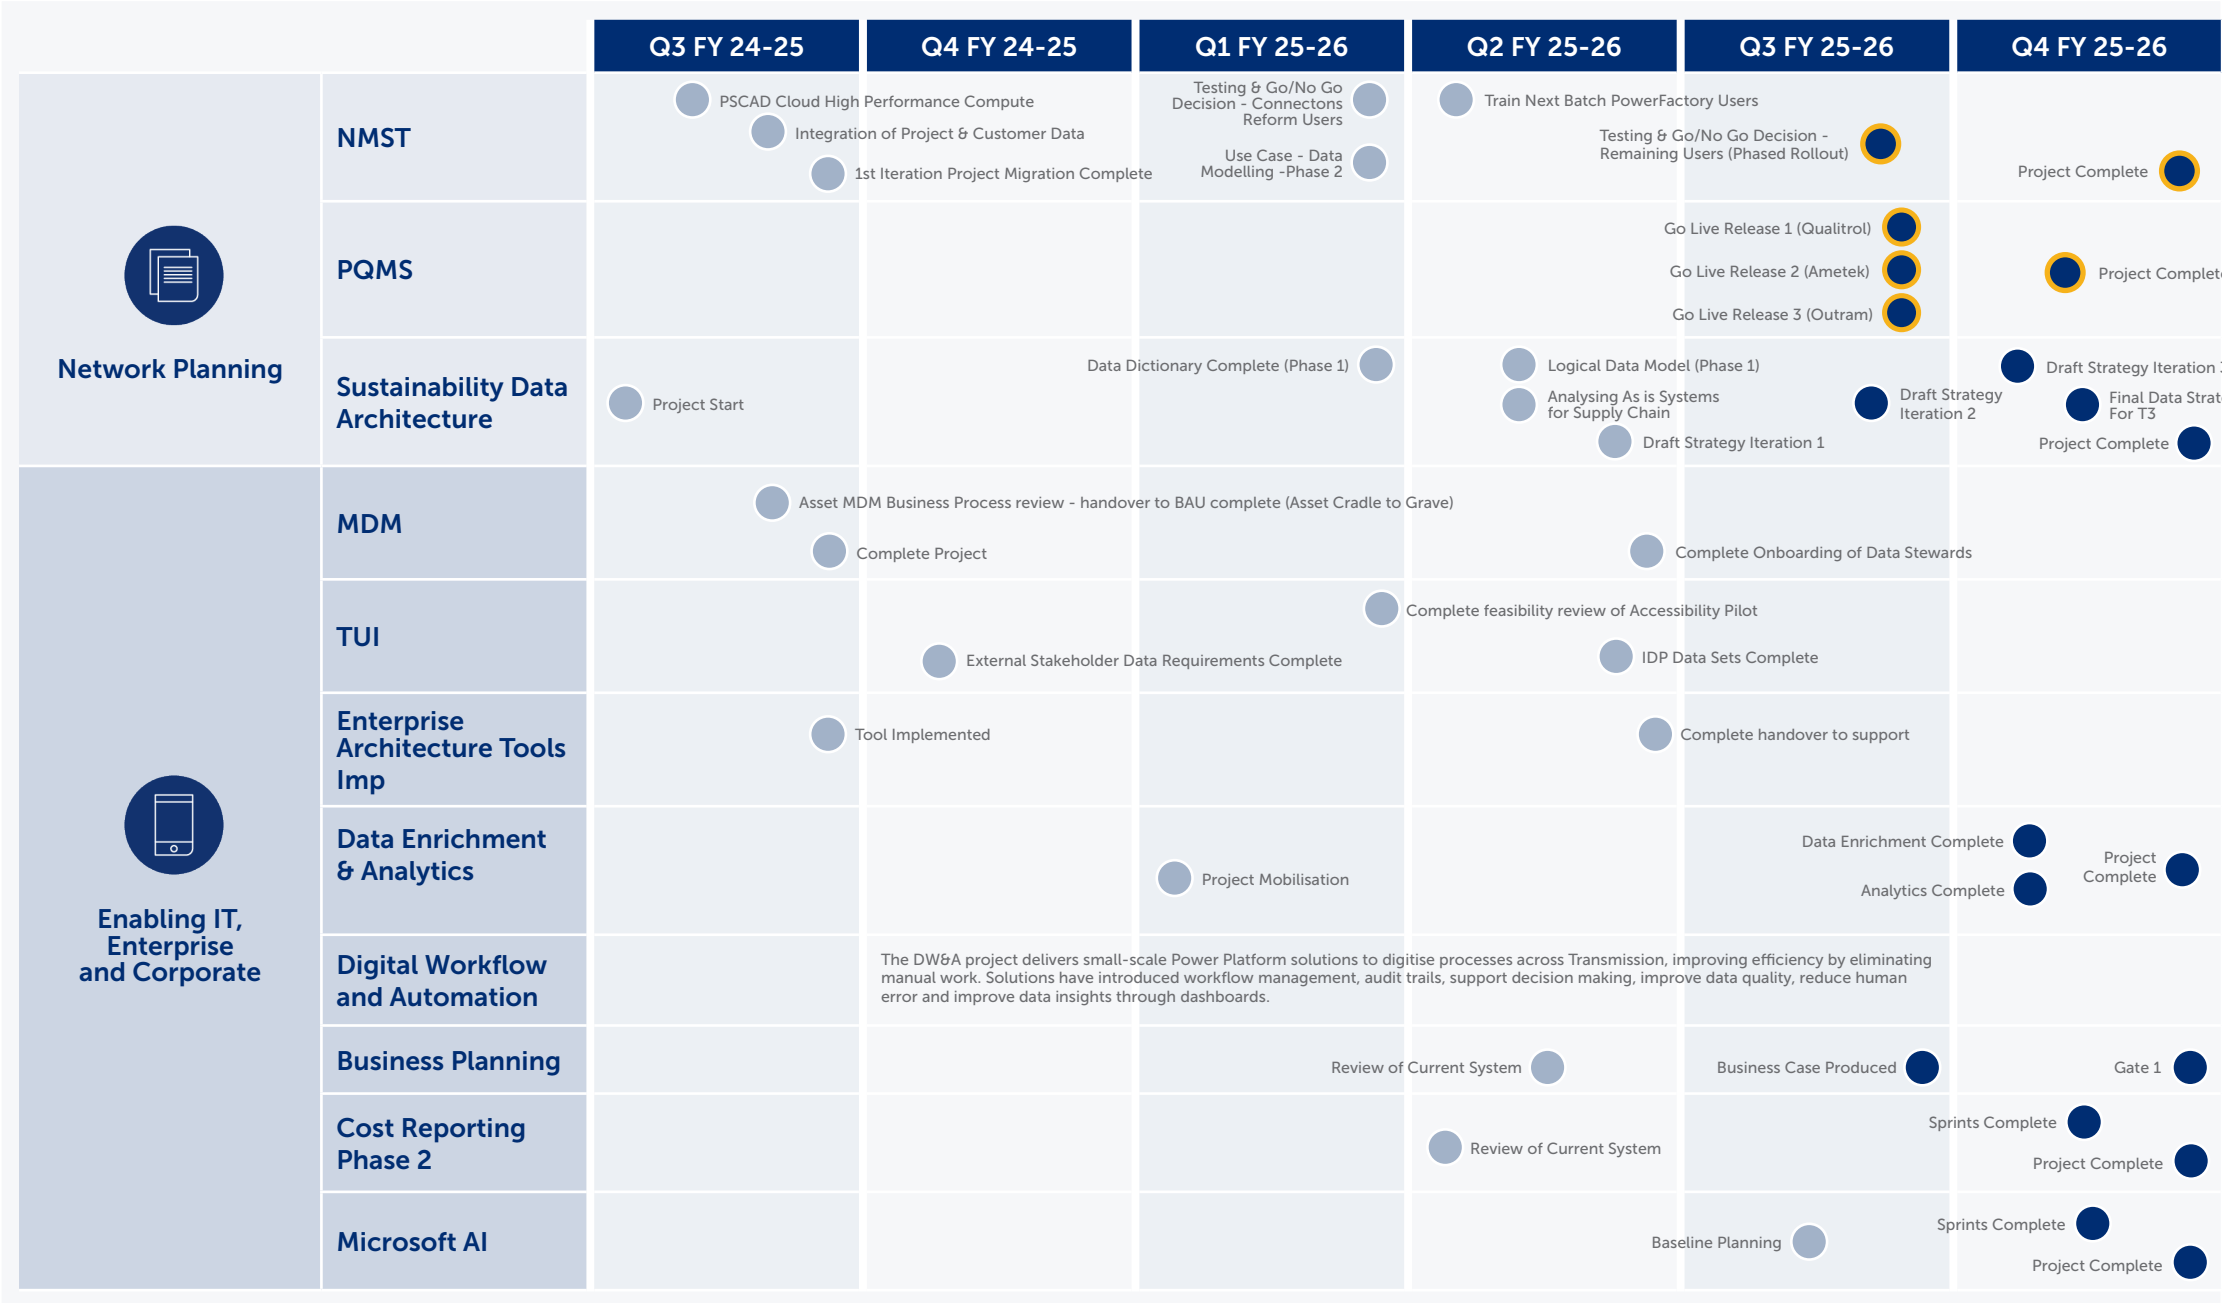 Q3 FY 24-25
Q4 FY 24-25
Q1 FY 25-26
Q2 FY 25-26
Q3 FY 25-26
Q4 FY 25-26
Network Planning
NMST
PSCAD Cloud High Performance Compute
Integration of Project & Customer Data
1st Iteration Project Migration Complete
Testing & Go/No Go
Decision - Connectons
Reform Users
Use Case - Data
Modelling -Phase 2
Train Next Batch PowerFactory Users
Testing & Go/No Go Decision -
Remaining Users (Phased Rollout)
Project Complete
PQMS
Go Live Release 1 (Qualitrol)
Go Live Release 2 (Ametek)
Go Live Release 3 (Outram)
Project Complete
Sustainability Data
Architecture
Project Start
Data Dictionary Complete (Phase 1)
Logical Data Model (Phase 1)
Analysing As is Systems
for Supply Chain
Draft Strategy Iteration 1
Draft Strategy
Iteration 2
Draft Strategy Iteration
Final Data
For T3
Project Complete
Enabling IT,
Enterprise
and Corporate
MDM
Asset MDM Business Process review - handover to BAU complete (Asset Cradle to Grave)
Complete Project
Complete Onboarding of Data Stewards
TUI
Complete feasibility review of Accessibility Pilot
External Stakeholder Data Requirements Complete
IDP Data Sets Complete
Enterprise
Architecture Tools
Imp
Tool Implemented
Complete handover to support
Data Enrichment
& Analytics
Project Mobilisation
Data Enrichment Complete
Analytics Complete
Project
Complete
Digital Workflow
and Automation
The DW&A project delivers small-scale Power Platform solutions to digitise processes across Transmission, improving efficiency by eliminating
manual work. Solutions have introduced workflow management, audit trails, support decision making, improve data quality, reduce human
error and improve data insights through dashboards.
Business Planning
Review of Current System
Business Case Produced
Gate 1
Cost Reporting
Phase 2
Review of Current System
Sprints Complete
Project Complete
Microsoft AI
Baseline Planning
Sprints Complete
Project Complete